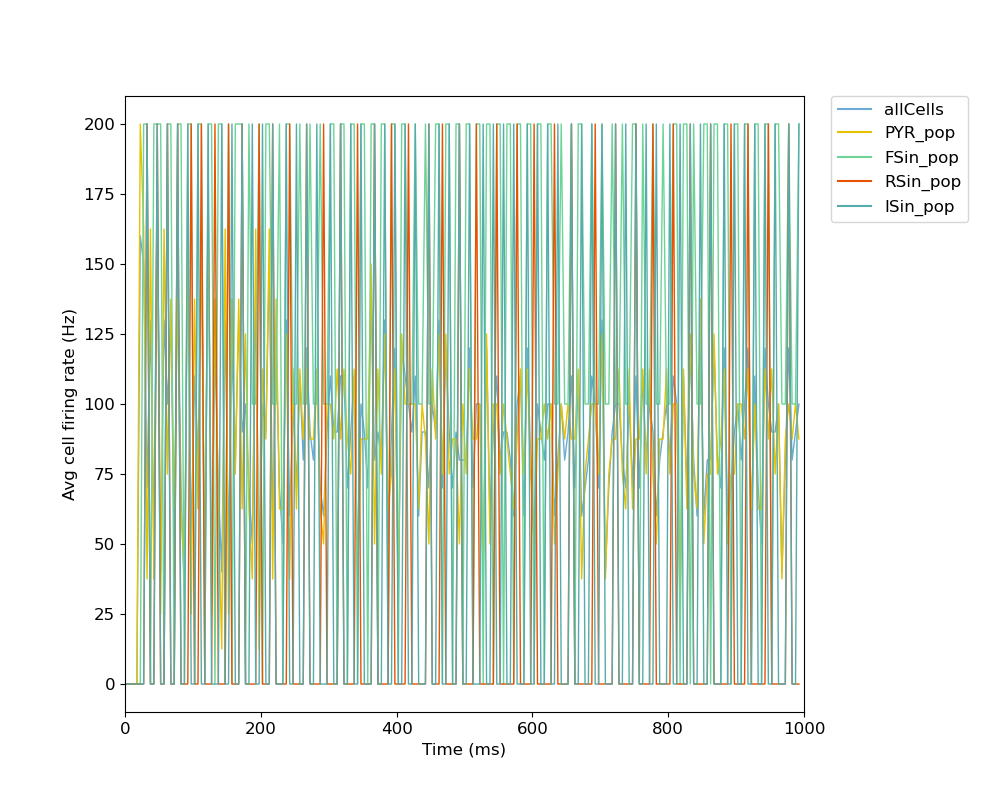 200
175
150
125
100
75
50
25
0
Avg cell firing rate (Hz)
0 200 400 600 800 1000
Time (ms)
allCells
PYR_pop
FSin_pop
RSin_pop
ISin_pop